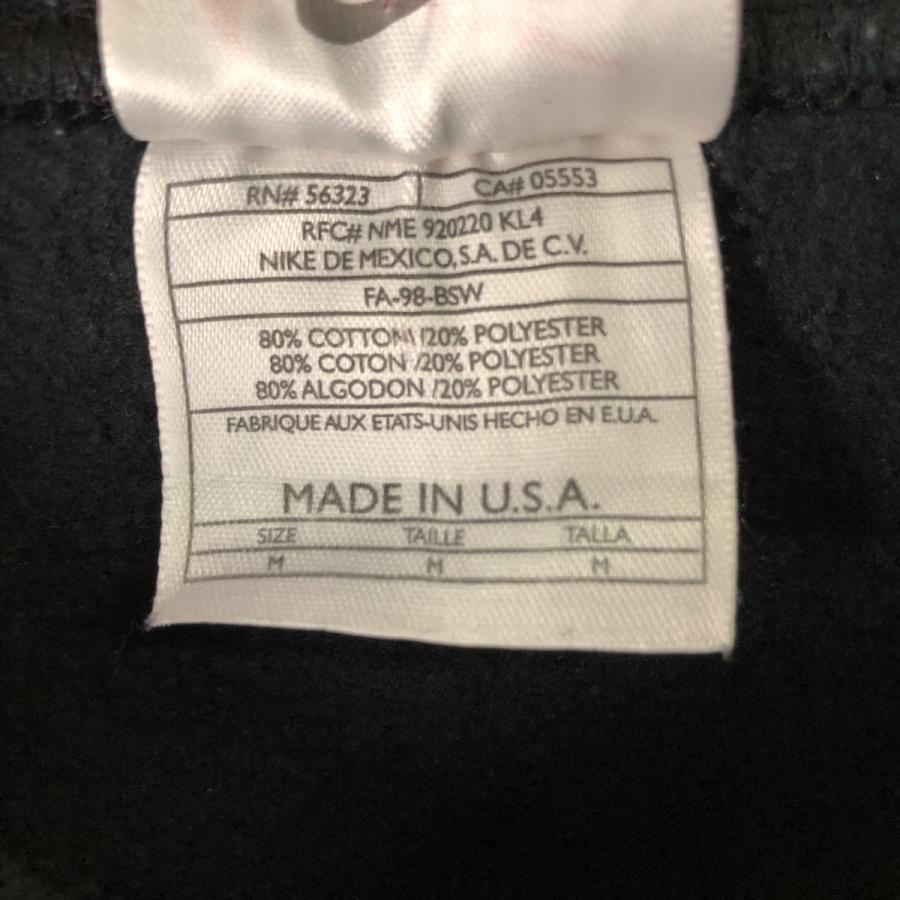 RN# 56323 CA# 05553
RFC# NME 920220 KL4
NIKE DE MEXICO, S.A. DE C.V.
FA-98-BSW
80% COTTON /20% POLYESTER
80% COTON /20% POLYESTER
80% ALGODON /20% POLYESTER
FABRIQUE AUX ETATS-UNIS HECHO EN E.U.A.
MADE IN U.S.A.
SIZE TAILLE TALLA
M M M